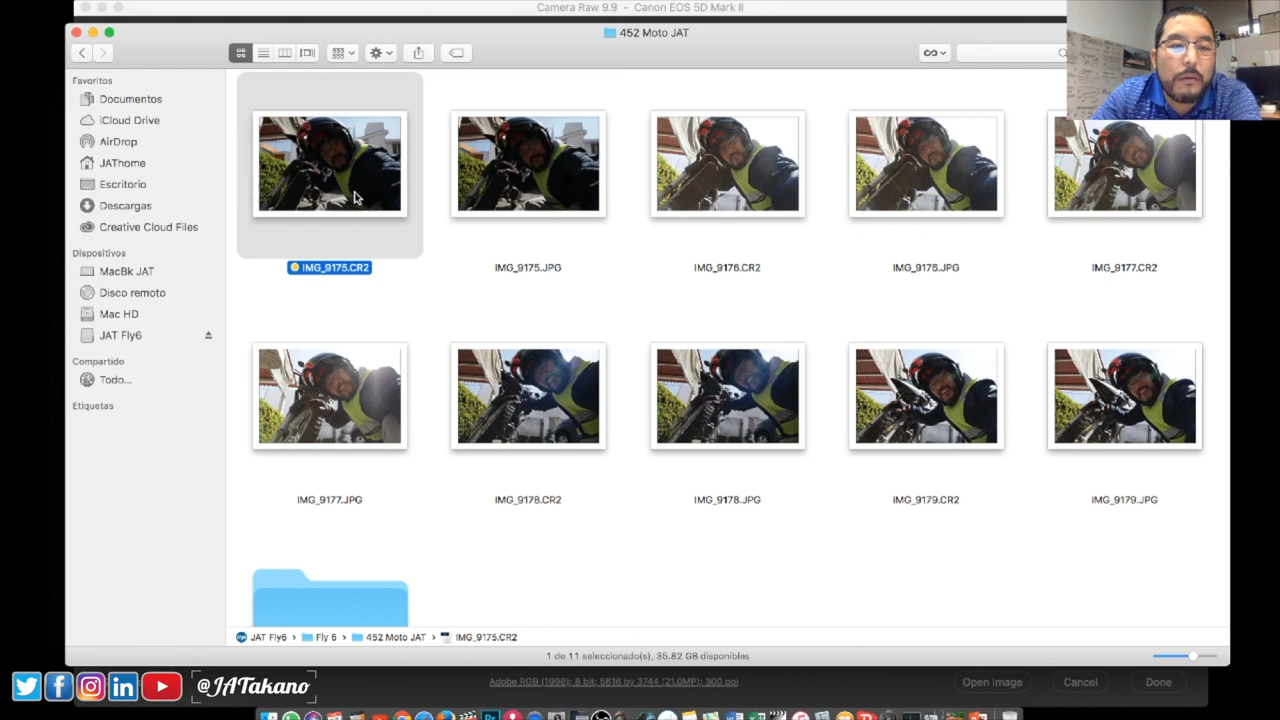 Camera Raw 9.9 - Canon EOS 5D Mark II
452 Moto JAT
Favoritos
Documentos
iCloud Drive
AirDrop
JAThome
Escritorio
Descargas
Creative Cloud Files
Dispositivos
MacBk JAT
Disco remoto
Mac HD
JAT Fly6
Compartido
Todo...
Etiquetas
IMG_9175.CR2
IMG_9175.JPG
IMG_9176.CR2
IMG_9176.JPG
IMG_9177.CR2
IMG_9177.JPG
IMG_9178.CR2
IMG_9178.JPG
IMG_9179.CR2
IMG_9179.JPG
JAT Fly6 › Fly 6 › 452 Moto JAT › IMG_9175.CR2
1 de 11 seleccionado(s), 35.82 GB disponibles
@JATakano
Adobe RGB (1998); 8 bit; 5616 by 3744 (21.0MP); 300 ppi
Open Image
Cancel
Done